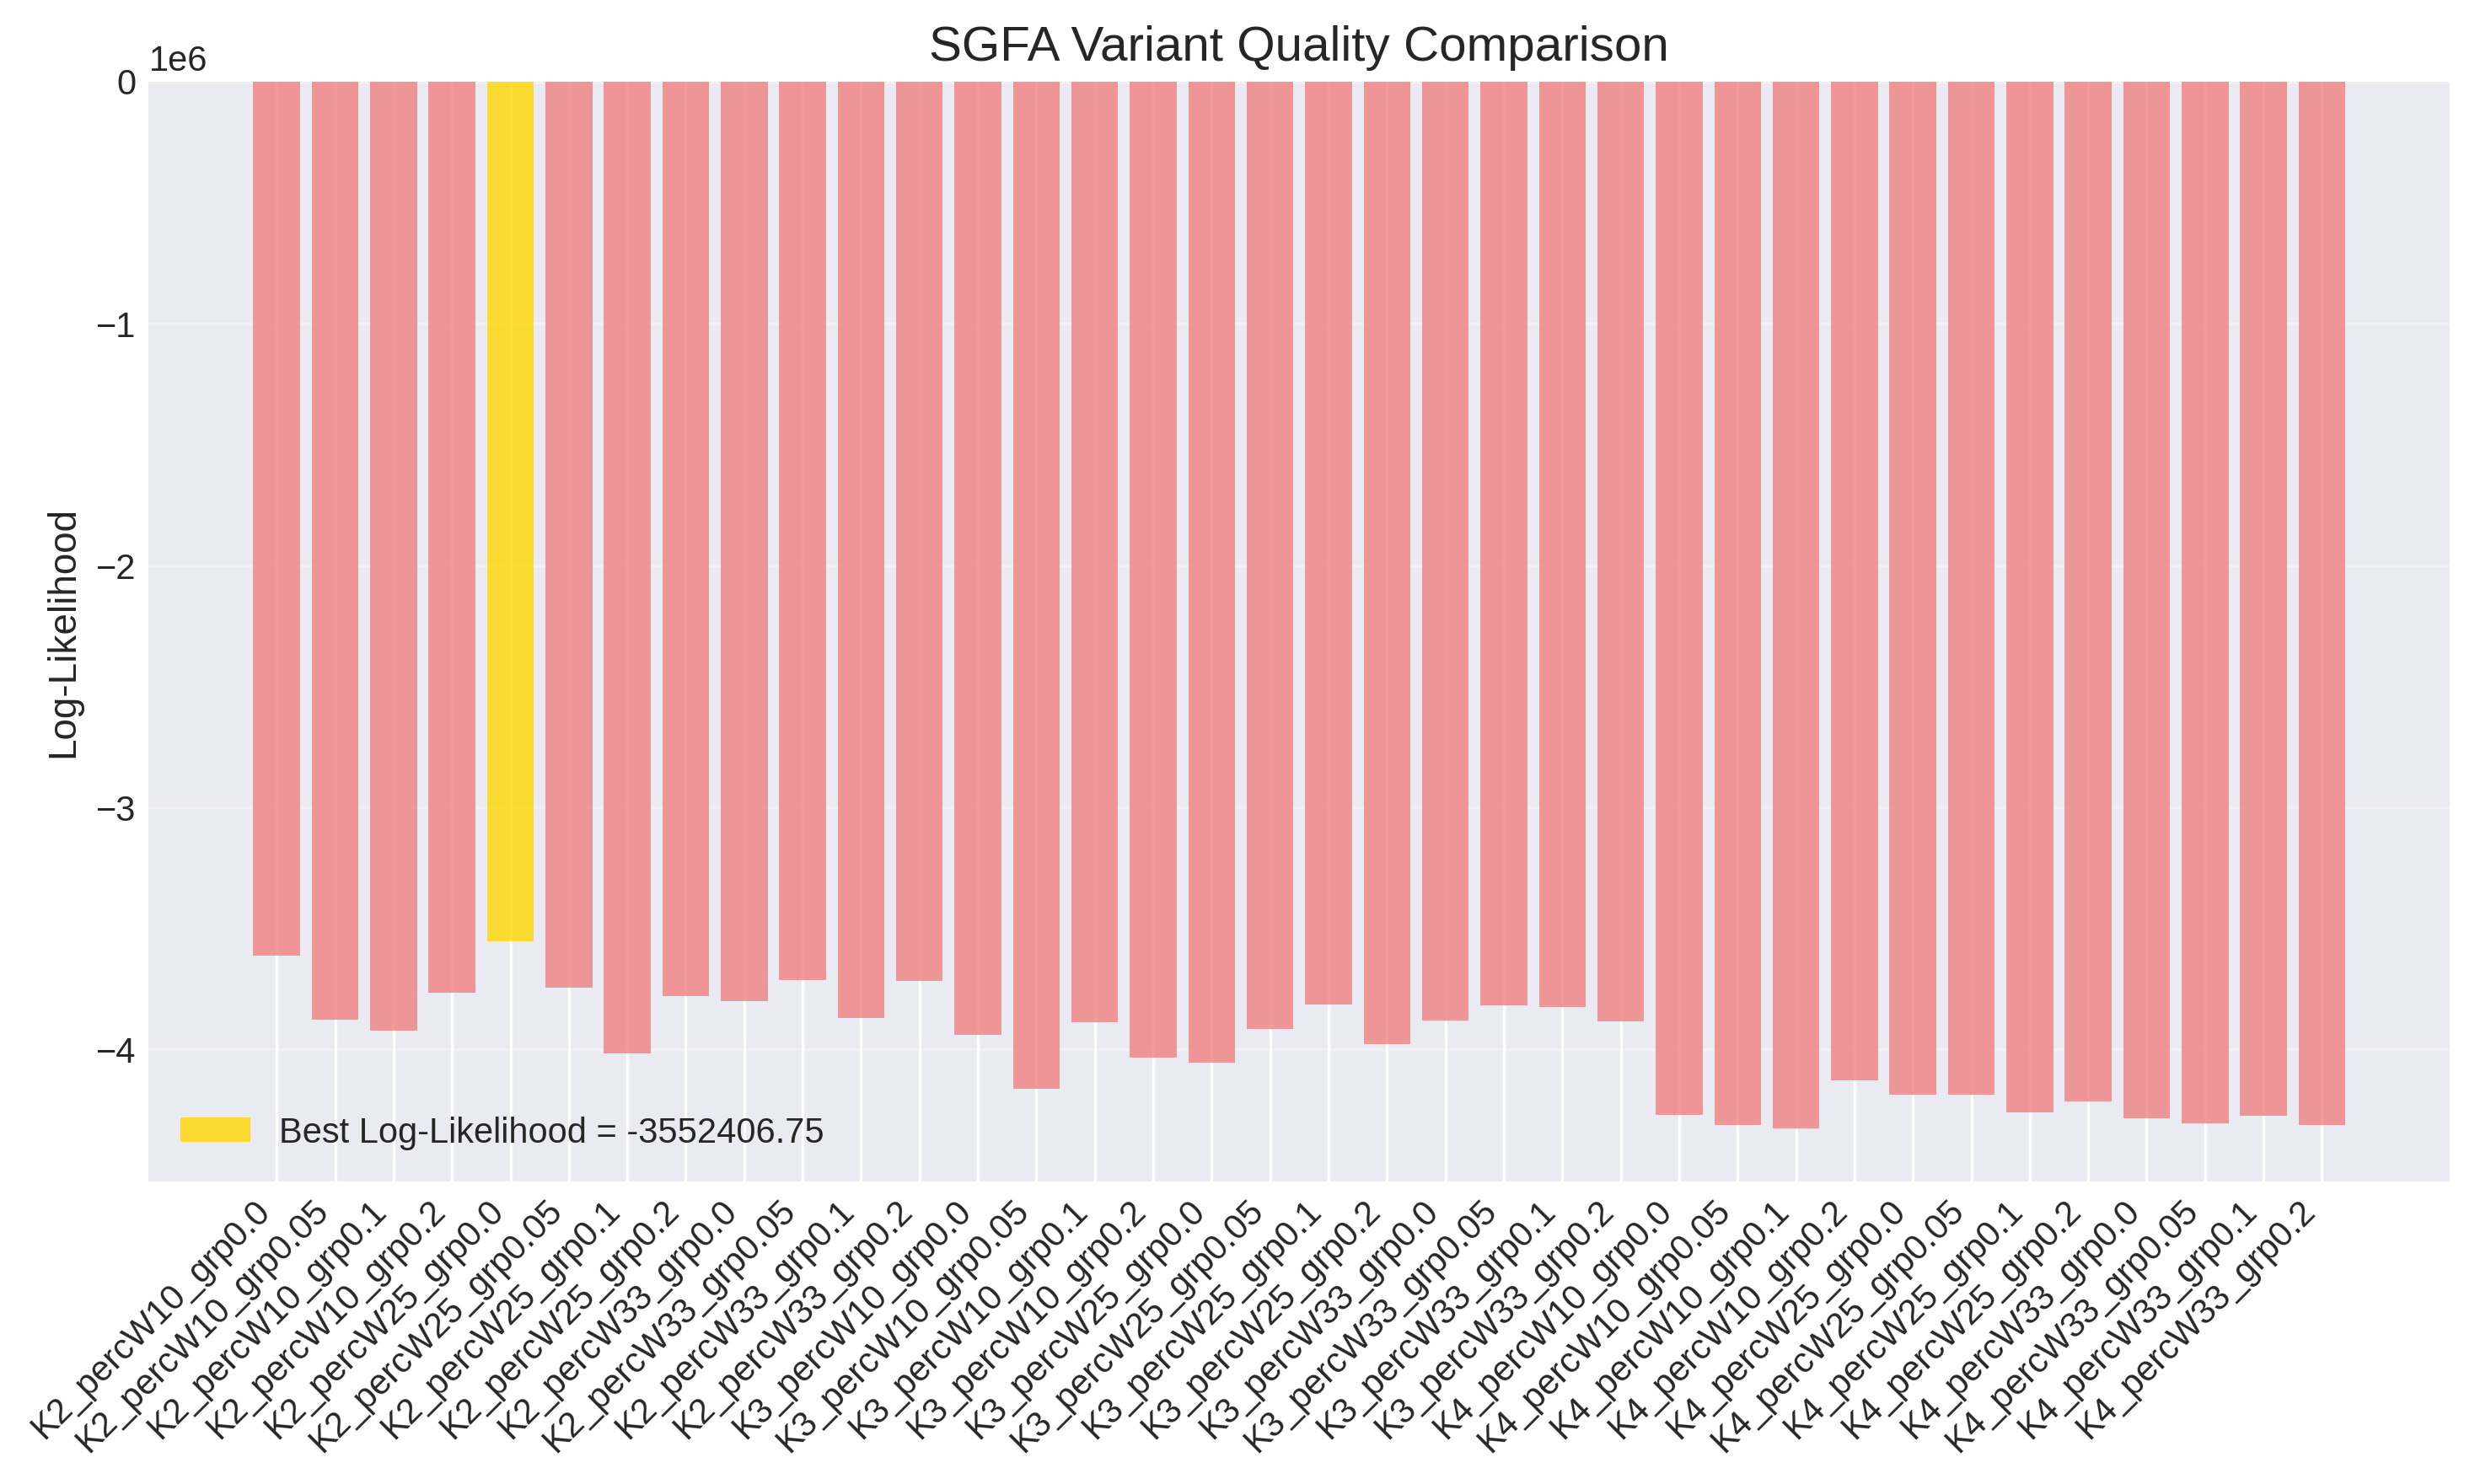 SGFA Variant Quality Comparison
1e6
0
−1
−2
−3
−4
Log-Likelihood
Best Log-Likelihood = -3552406.75
K2_percW10_grp0.0
K2_percW10_grp0.05
K2_percW10_grp0.1
K2_percW10_grp0.2
K2_percW25_grp0.0
K2_percW25_grp0.05
K2_percW25_grp0.1
K2_percW25_grp0.2
K2_percW33_grp0.0
K2_percW33_grp0.05
K2_percW33_grp0.1
K2_percW33_grp0.2
K3_percW10_grp0.0
K3_percW10_grp0.05
K3_percW10_grp0.1
K3_percW10_grp0.2
K3_percW25_grp0.0
K3_percW25_grp0.05
K3_percW25_grp0.1
K3_percW25_grp0.2
K3_percW33_grp0.0
K3_percW33_grp0.05
K3_percW33_grp0.1
K3_percW33_grp0.2
K4_percW10_grp0.0
K4_percW10_grp0.05
K4_percW10_grp0.1
K4_percW10_grp0.2
K4_percW25_grp0.0
K4_percW25_grp0.05
K4_percW25_grp0.1
K4_percW25_grp0.2
K4_percW33_grp0.0
K4_percW33_grp0.05
K4_percW33_grp0.1
K4_percW33_grp0.2